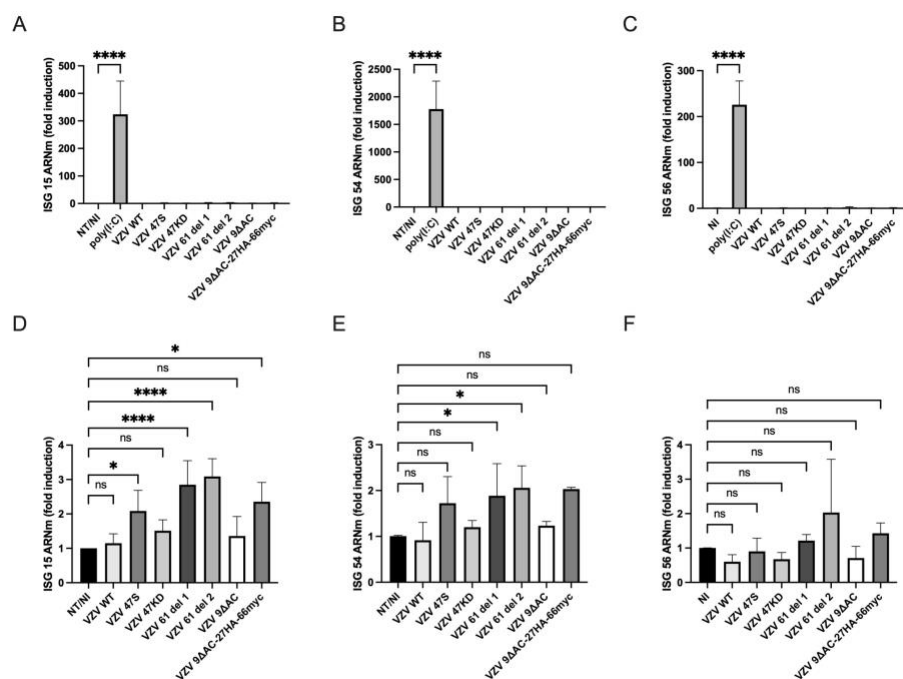 A
ISG 15 ARNm (fold induction)
500
400
300
200
100
0
****
NT/NI
poly(I:C)
VZV WT
VZV 47S
VZV 47KD
VZV 61 del 1
VZV 61 del 2
VZV 9ΔAC
VZV 9ΔAC-27HA-66myc
B
ISG 54 ARNm (fold induction)
2500
2000
1500
1000
500
0
****
NT/NI
poly(I:C)
VZV WT
VZV 47S
VZV 47KD
VZV 61 del 1
VZV 61 del 2
VZV 9ΔAC
VZV 9ΔAC-27HA-66myc
C
ISG 56 ARNm (fold induction)
300
200
100
0
****
NI
poly(I:C)
VZV WT
VZV 47S
VZV 47KD
VZV 61 del 1
VZV 61 del 2
VZV 9ΔAC
VZV 9ΔAC-27HA-66myc
D
ISG 15 ARNm (fold induction)
4
3
2
1
0
*
ns
****
****
ns
*
ns
NT/NI
VZV WT
VZV 47S
VZV 47KD
VZV 61 del 1
VZV 61 del 2
VZV 9ΔAC
VZV 9ΔAC-27HA-66myc
E
ISG 54 ARNm (fold induction)
3
2
1
0
ns
ns
*
*
ns
ns
ns
NT/NI
VZV WT
VZV 47S
VZV 47KD
VZV 61 del 1
VZV 61 del 2
VZV 9ΔAC
VZV 9ΔAC-27HA-66myc
F
ISG 56 ARNm (fold induction)
4
3
2
1
0
ns
ns
ns
ns
ns
ns
ns
NI
VZV WT
VZV 47S
VZV 47KD
VZV 61 del 1
VZV 61 del 2
VZV 9ΔAC
VZV 9ΔAC-27HA-66myc